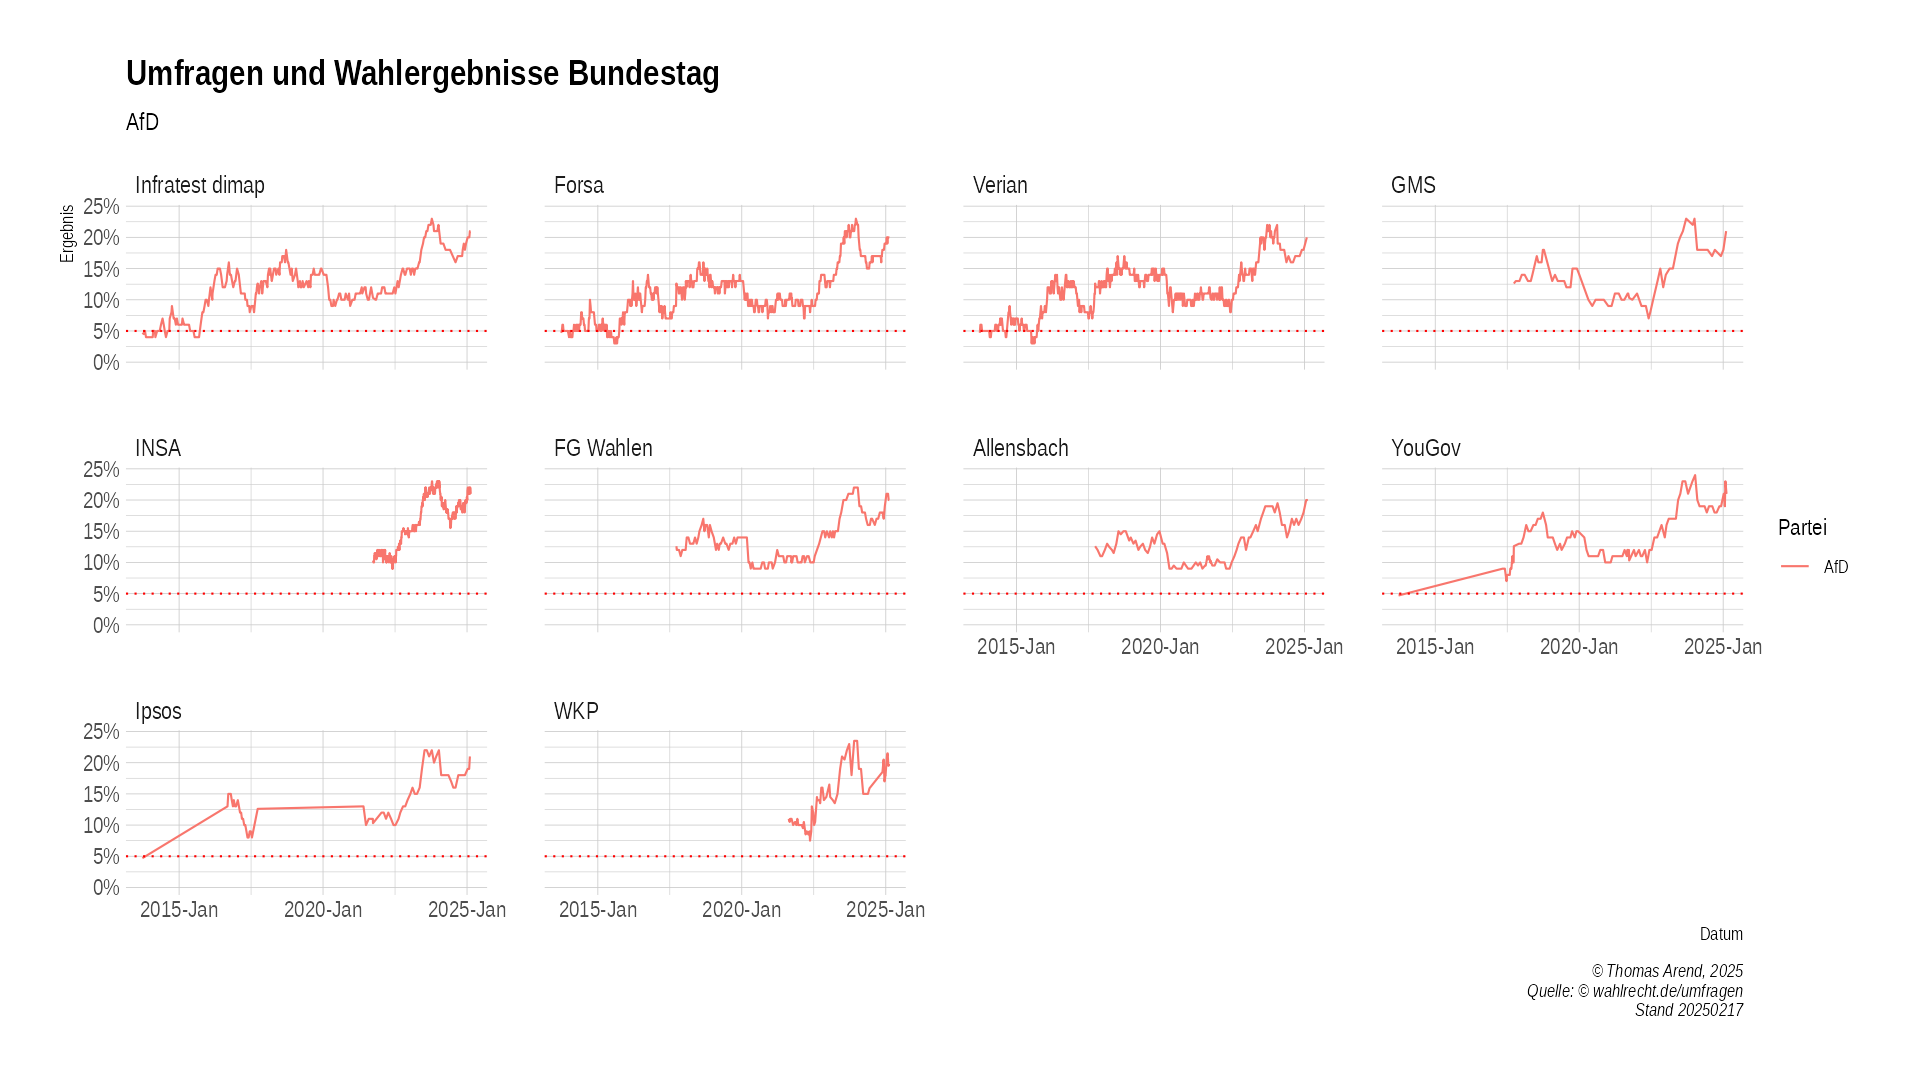 Umfragen und Wahlergebnisse Bundestag
AfD
Infratest dimap
Forsa
Verian
GMS
Ergebnis
25%
20%
15%
10%
5%
0%
INSA
FG Wahlen
Allensbach
YouGov
25%
20%
15%
10%
5%
0%
2015-Jan
2020-Jan
2025-Jan
2015-Jan
2020-Jan
2025-Jan
Partei
AfD
Ipsos
WKP
25%
20%
15%
10%
5%
0%
2015-Jan
2020-Jan
2025-Jan
2015-Jan
2020-Jan
2025-Jan
Datum
© Thomas Arend, 2025
Quelle: © wahlrecht.de/umfragen
Stand 20250217